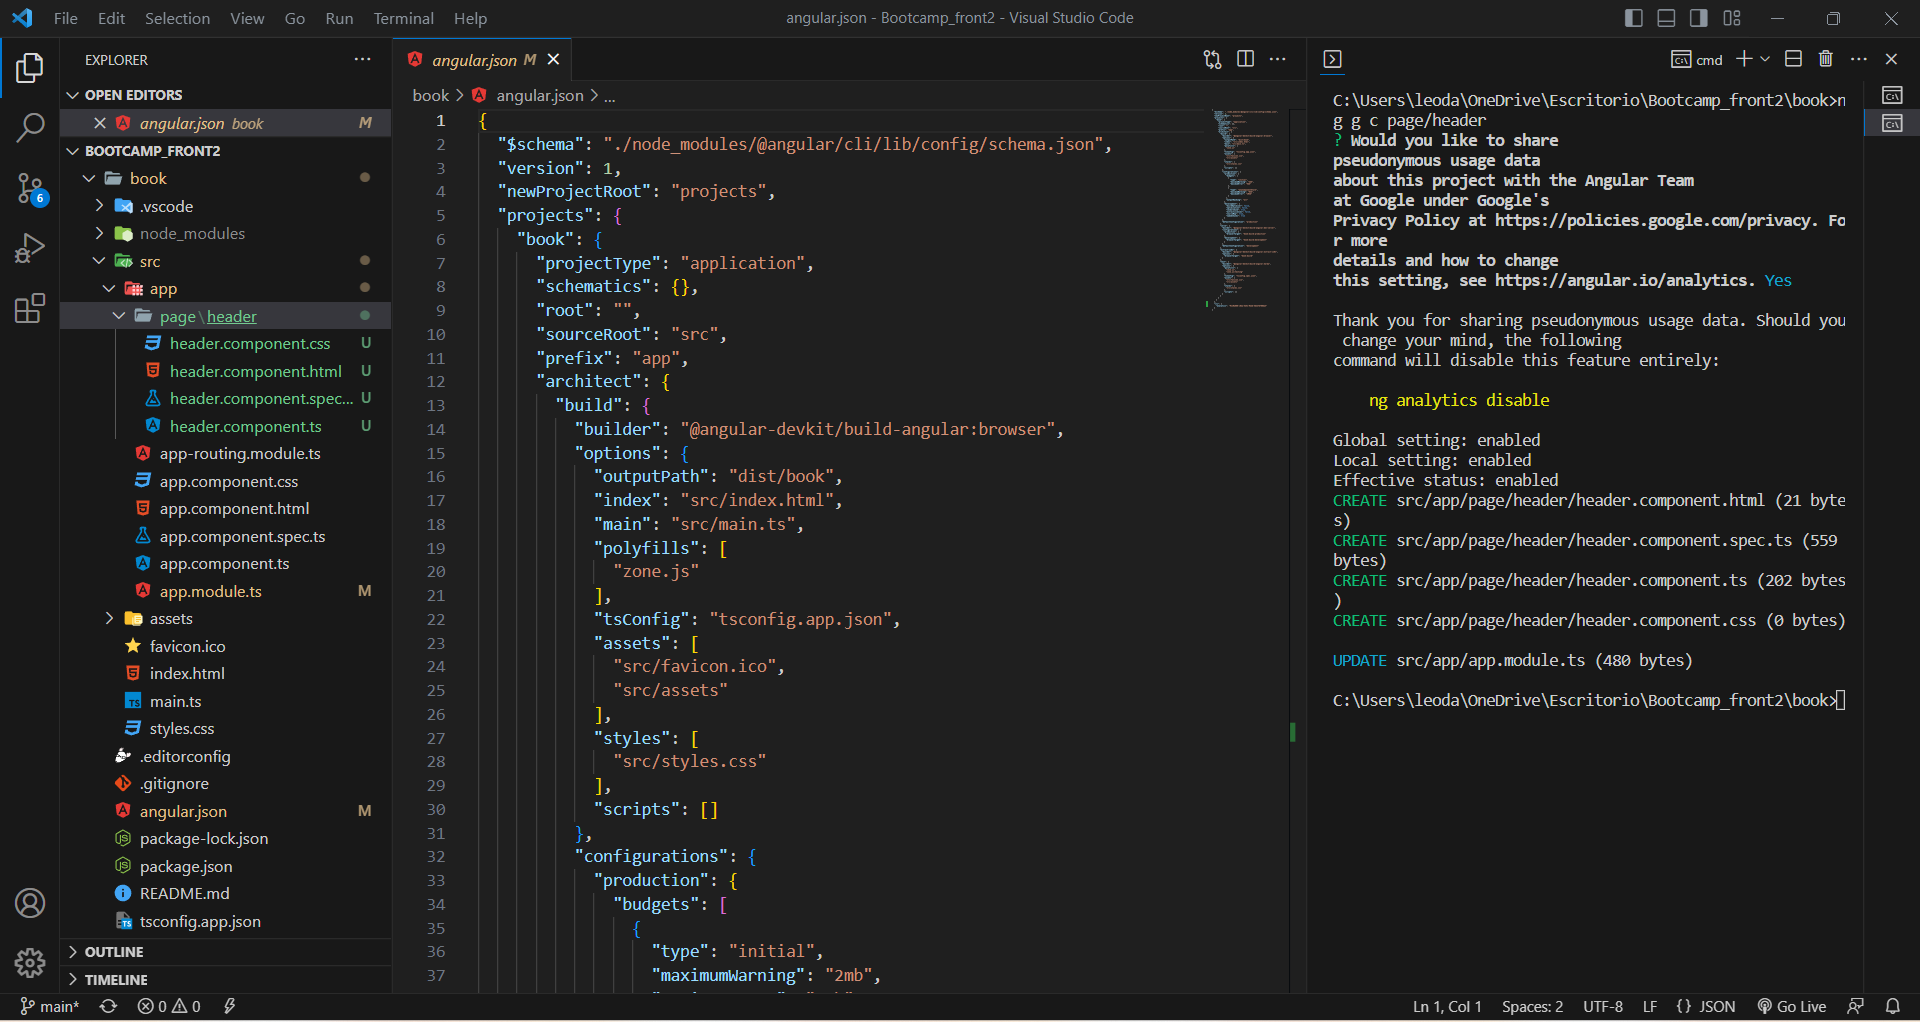 File Edit Selection View Go Run Terminal Help
angular.json - Bootcamp_front2 - Visual Studio Code
EXPLORER
OPEN EDITORS
angular.json book M
BOOTCAMP_FRONT2
book
.vscode
node_modules
src
app
page\header
header.component.css U
header.component.html U
header.component.spec... U
header.component.ts U
app-routing.module.ts
app.component.css
app.component.html
app.component.spec.ts
app.component.ts
app.module.ts M
assets
favicon.ico
index.html
main.ts
styles.css
.editorconfig
.gitignore
angular.json M
package-lock.json
package.json
README.md
tsconfig.app.json
OUTLINE
TIMELINE
6
angular.json M
book > angular.json > ...
1 {
2 "$schema": "./node_modules/@angular/cli/lib/config/schema.json",
3 "version": 1,
4 "newProjectRoot": "projects",
5 "projects": {
6 "book": {
7 "projectType": "application",
8 "schematics": {},
9 "root": "",
10 "sourceRoot": "src",
11 "prefix": "app",
12 "architect": {
13 "build": {
14 "builder": "@angular-devkit/build-angular:browser",
15 "options": {
16 "outputPath": "dist/book",
17 "index": "src/index.html",
18 "main": "src/main.ts",
19 "polyfills": [
20 "zone.js"
21 ],
22 "tsConfig": "tsconfig.app.json",
23 "assets": [
24 "src/favicon.ico",
25 "src/assets"
26 ],
27 "styles": [
28 "src/styles.css"
29 ],
30 "scripts": []
31 },
32 "configurations": {
33 "production": {
34 "budgets": [
35 {
36 "type": "initial",
37 "maximumWarning": "2mb",
cmd
C:\Users\leoda\OneDrive\Escritorio\Bootcamp_front2\book>n
g g c page/header
? Would you like to share
pseudonymous usage data
about this project with the Angular Team
at Google under Google's
Privacy Policy at https://policies.google.com/privacy. Fo
r more
details and how to change
this setting, see https://angular.io/analytics. Yes
Thank you for sharing pseudonymous usage data. Should you
change your mind, the following
command will disable this feature entirely:
ng analytics disable
Global setting: enabled
Local setting: enabled
Effective status: enabled
CREATE src/app/page/header/header.component.html (21 byte
s)
CREATE src/app/page/header/header.component.spec.ts (559
bytes)
CREATE src/app/page/header/header.component.ts (202 bytes
)
CREATE src/app/page/header/header.component.css (0 bytes)
UPDATE src/app/app.module.ts (480 bytes)
C:\Users\leoda\OneDrive\Escritorio\Bootcamp_front2\book>
main* 0 0 Ln 1, Col 1 Spaces: 2 UTF-8 LF {} JSON Go Live